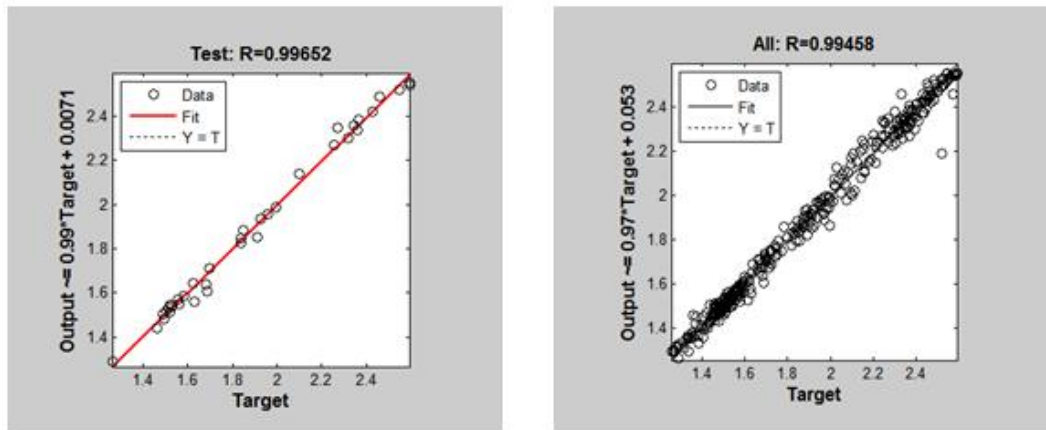 Test: R=0.99652
Output ~= 0.99*Target + 0.0071
Data
Fit
Y = T
2.4
2.2
2
1.8
1.6
1.4
1.4 1.6 1.8 2 2.2 2.4
Target
All: R=0.99458
Output ~= 0.97*Target + 0.053
Data
Fit
Y = T
2.4
2.2
2
1.8
1.6
1.4
1.4 1.6 1.8 2 2.2 2.4
Target